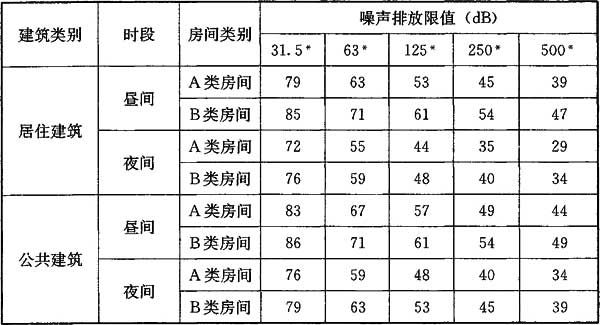 建筑类别 时段 房间类别 噪声排放限值（dB）
31.5* 63* 125* 250* 500*
居住建筑 昼间 A类房间 79 63 53 45 39
B类房间 85 71 61 54 47
夜间 A类房间 72 55 44 35 29
B类房间 76 59 48 40 34
公共建筑 昼间 A类房间 83 67 57 49 44
B类房间 86 71 61 54 49
夜间 A类房间 76 59 48 40 34
B类房间 79 63 53 45 39